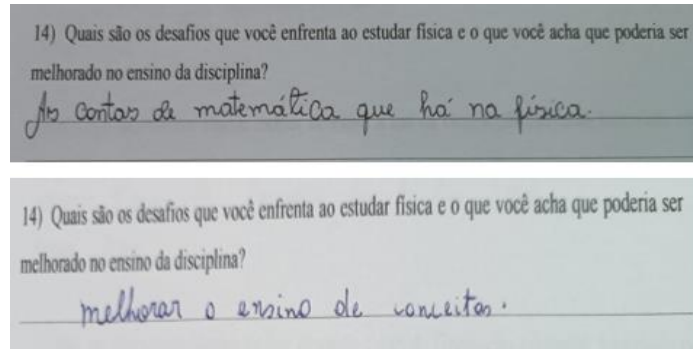 14) Quais são os desafios que você enfrenta ao estudar física e o que você acha que poderia ser
melhorado no ensino da disciplina?
As contas de matemática que há na física.
14) Quais são os desafios que você enfrenta ao estudar física e o que você acha que poderia ser
melhorado no ensino da disciplina?
melhorar o ensino de conceitos.